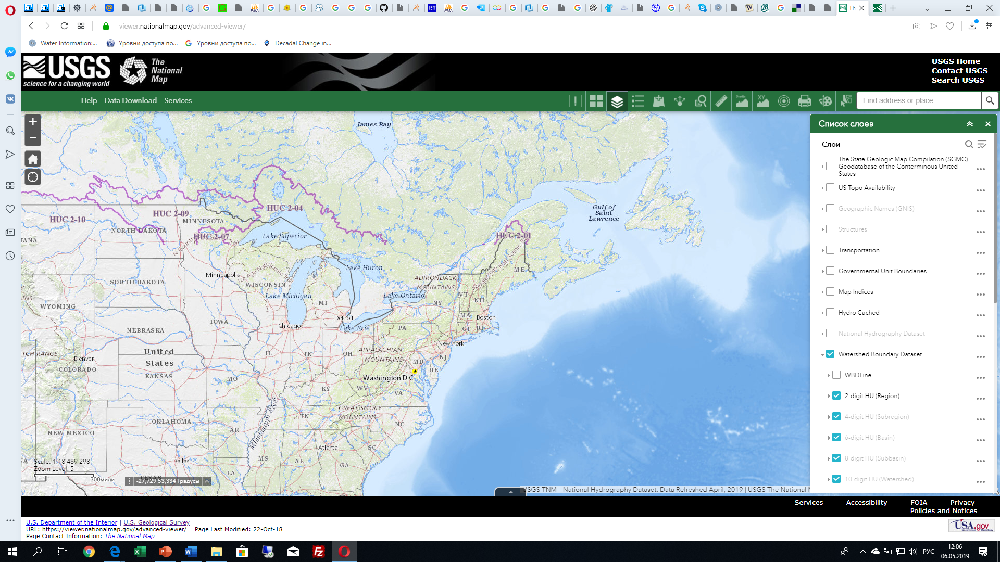 Th
viewer.nationalmap.gov/advanced-viewer/
Water Information:...
Уровни доступа по...
Уровни доступа по...
Decadal Change in...
USGS
science for a changing world
The
National
Map
USGS Home
Contact USGS
Search USGS
Help
Data Download
Services
Find address or place
Список слоев
Слои
The State Geologic Map Compilation (SGMC)
Geodatabase of the Conterminous United
States
US Topo Availability
Geographic Names (GNIS)
Structures
Transportation
Governmental Unit Boundaries
Map Indices
Hydro Cached
National Hydrography Dataset
Watershed Boundary Dataset
WBDLine
2-digit HU (Region)
4-digit HU (Subregion)
6-digit HU (Basin)
8-digit HU (Subbasin)
10-digit HU (Watershed)
James Bay
Gulf of
Saint
Lawrence
HUC 2-04
HUC 2-09
HUC 2-10
HUC 2-07
HUC 2-01
MINNESOTA
NORTH DAKOTA
TANA
Lake Superior
Lake Huron
Minneapolis
WISCONSIN
SOUTH DAKOTA
Lake Michigan
MI
ADIRONDACK
MOUNTAINS
ME
Lake Ontario
NY
VT
NH
WYOMING
IOWA
Detroit
Chicago
Lake Erie
MA
Boston
CT
RI
PA
NEBRASKA
United
States
New York
APPALACHIAN
MOUNTAINS
ATCH RANGE
Denver
COLORADO
KANSAS
IL
IN
OH
MD
NJ
DE
Washington D.C.
MO
KY
WV
VA
GREAT SMOKY
MOUNTAINS
Mississippi River
OKLAHOMA
NEW MEXICO
TN
NC
AR
Atlanta
SC
MS
AL
GA
Dallas
LA
TEXAS
Scale: 1:18 489 298
Zoom Level: 5
300мили
-27,729 53,334 Градусы
USGS TNM – National Hydrography Dataset. Data Refreshed April, 2019 | USGS The National M
Services
Accessibility
FOIA
Privacy
Policies and Notices
U.S. Department of the Interior | U.S. Geological Survey
URL: https://viewer.nationalmap.gov/advanced-viewer/
Page Last Modified: 22-Oct-18
Page Contact Information: The National Map
USA.gov
РУС
12:06
06.05.2019